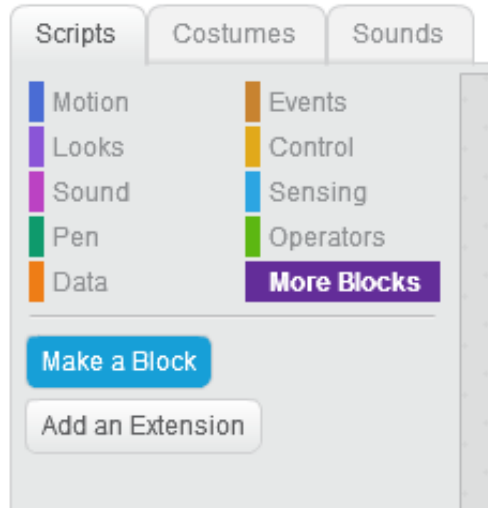 Scripts Costumes Sounds
Motion Events
Looks Control
Sound Sensing
Pen Operators
Data More Blocks
Make a Block
Add an Extension